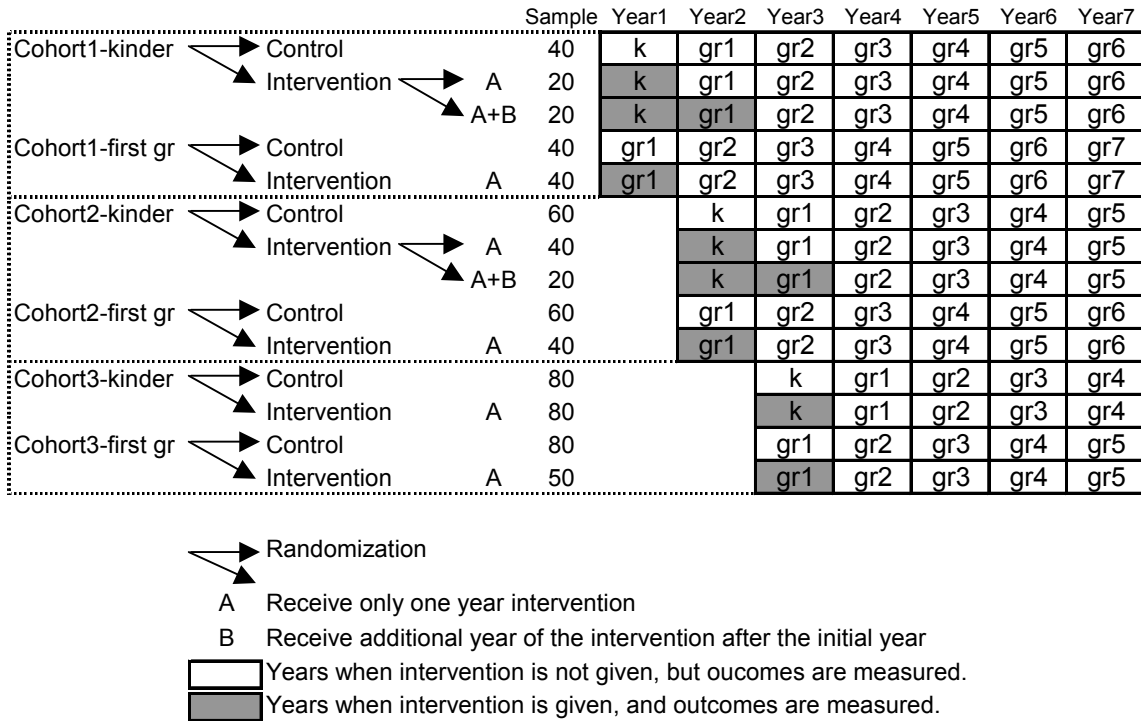 Sample Year1 Year2 Year3 Year4 Year5 Year6 Year7
Cohort1-kinder Control 40 k gr1 gr2 gr3 gr4 gr5 gr6
Intervention A 20 k gr1 gr2 gr3 gr4 gr5 gr6
A+B 20 k gr1 gr2 gr3 gr4 gr5 gr6
Cohort1-first gr Control 40 gr1 gr2 gr3 gr4 gr5 gr6 gr7
Intervention A 40 gr1 gr2 gr3 gr4 gr5 gr6 gr7
Cohort2-kinder Control 60 k gr1 gr2 gr3 gr4 gr5
Intervention A 40 k gr1 gr2 gr3 gr4 gr5
A+B 20 k gr1 gr2 gr3 gr4 gr5
Cohort2-first gr Control 60 gr1 gr2 gr3 gr4 gr5 gr6
Intervention A 40 gr1 gr2 gr3 gr4 gr5 gr6
Cohort3-kinder Control 80 k gr1 gr2 gr3 gr4
Intervention A 80 k gr1 gr2 gr3 gr4
Cohort3-first gr Control 80 gr1 gr2 gr3 gr4 gr5
Intervention A 50 gr1 gr2 gr3 gr4 gr5
Randomization
A Receive only one year intervention
B Receive additional year of the intervention after the initial year
Years when intervention is not given, but oucomes are measured.
Years when intervention is given, and outcomes are measured.